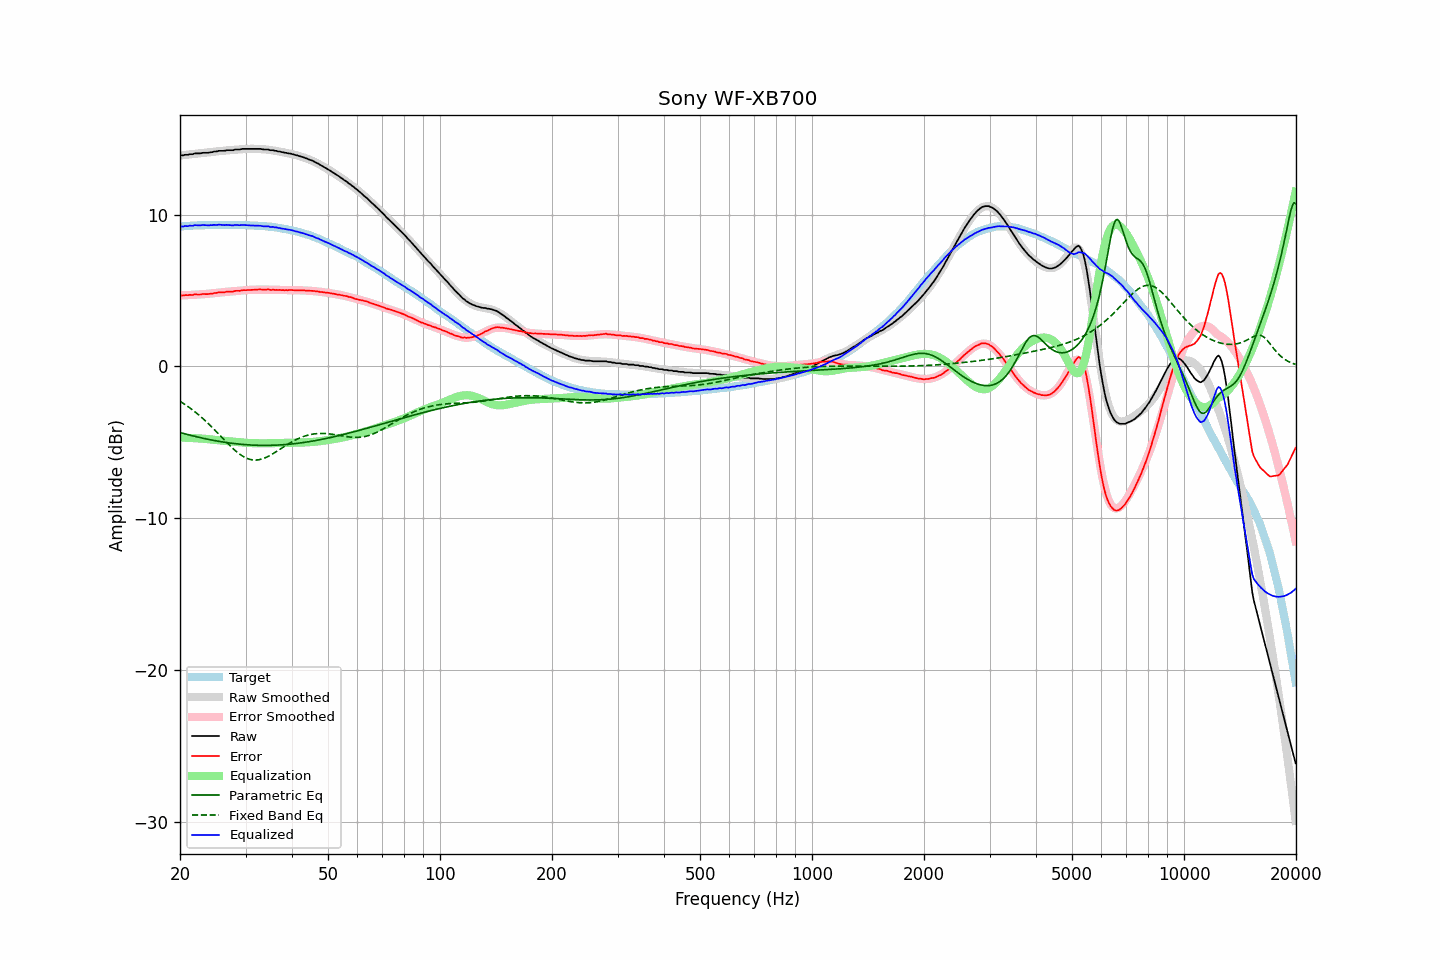 Sony WF-XB700
Amplitude (dBr)
10
0
−10
−20
−30
Target
Raw Smoothed
Error Smoothed
Raw
Error
Equalization
Parametric Eq
Fixed Band Eq
Equalized
20 50 100 200 500 1000 2000 5000 10000 20000
Frequency (Hz)